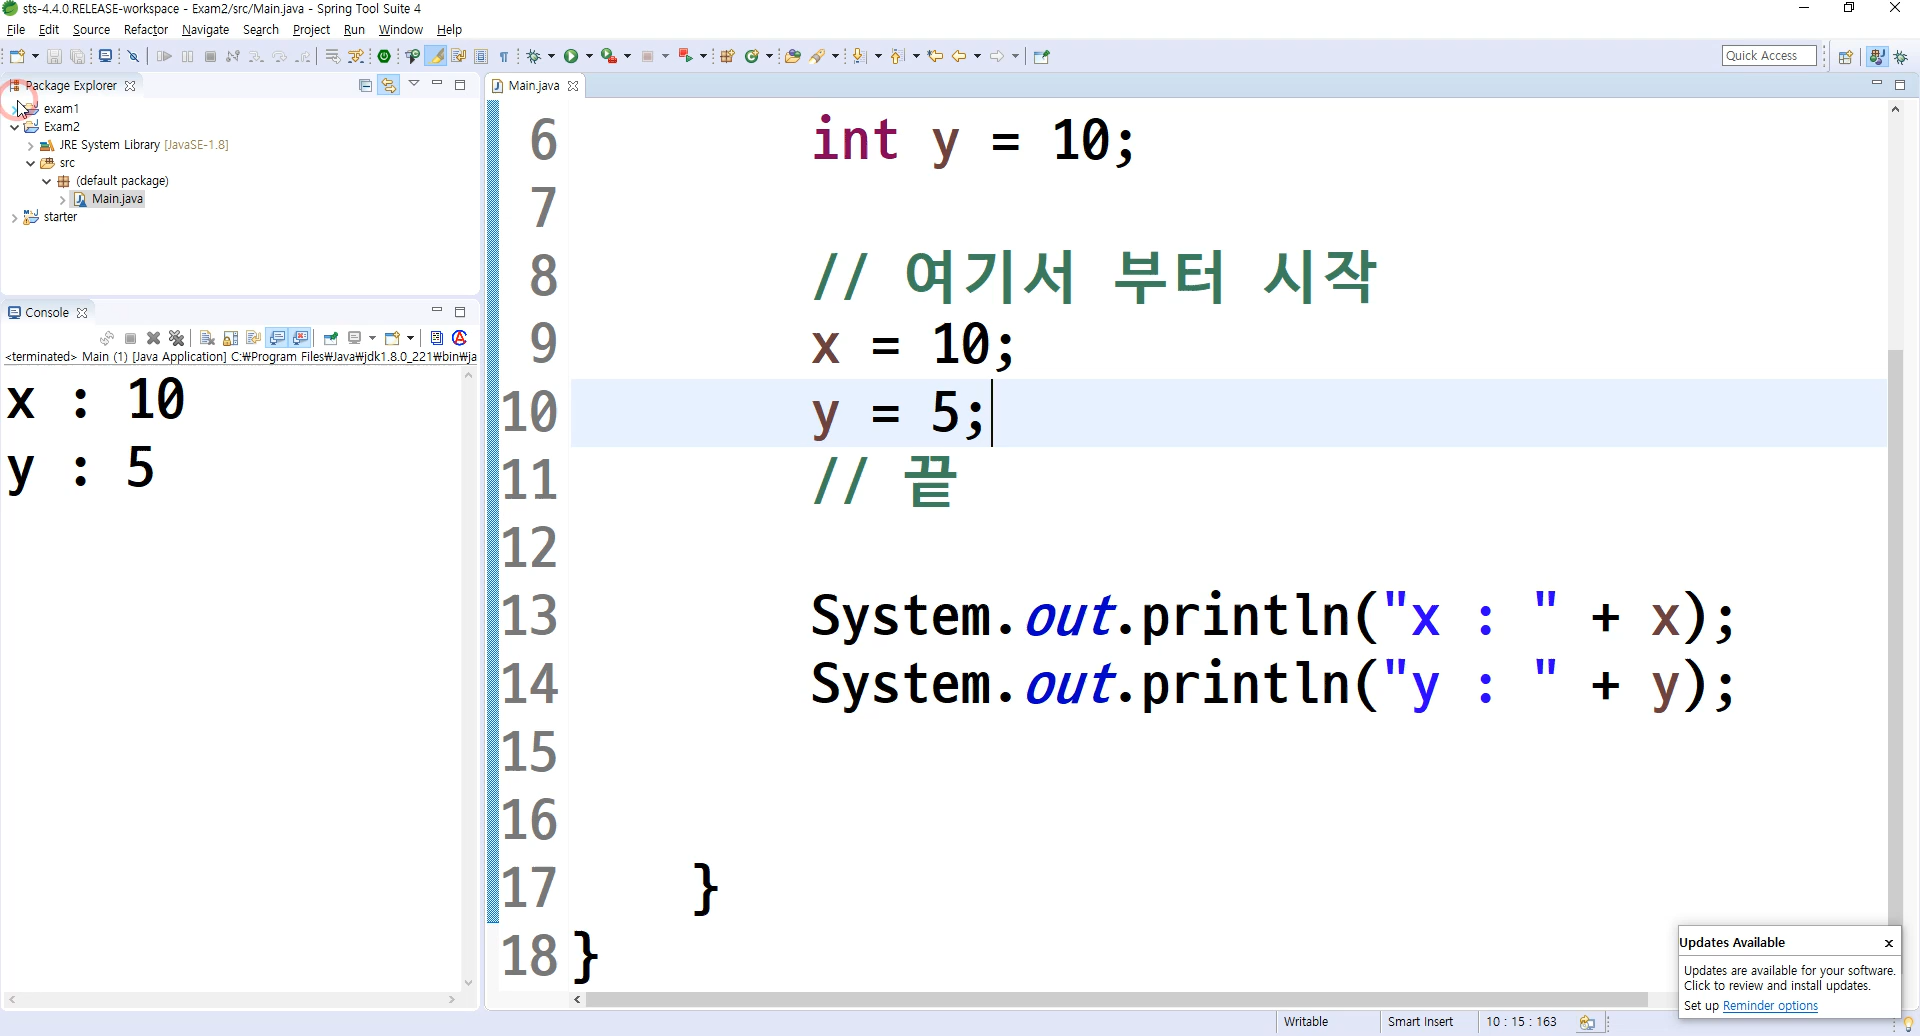 sts-4.4.0.RELEASE-workspace - Exam2/src/Main.java - Spring Tool Suite 4
File Edit Source Refactor Navigate Search Project Run Window Help
Quick Access
Package Explorer
exam1
Exam2
JRE System Library [JavaSE-1.8]
src
(default package)
Main.java
starter
Console
<terminated> Main (1) [Java Application] C:₩Program Files₩Java₩jdk1.8.0_221₩bin₩ja
x : 10
y : 5
Main.java
6 int y = 10;
7
8 // 여기서 부터 시작
9 x = 10;
10 y = 5;
11 // 끝
12
13 System.out.println("x : " + x);
14 System.out.println("y : " + y);
15
16
17 }
18 }
Updates Available
Updates are available for your software.
Click to review and install updates.
Set up Reminder options
Writable Smart Insert 10 : 15 : 163